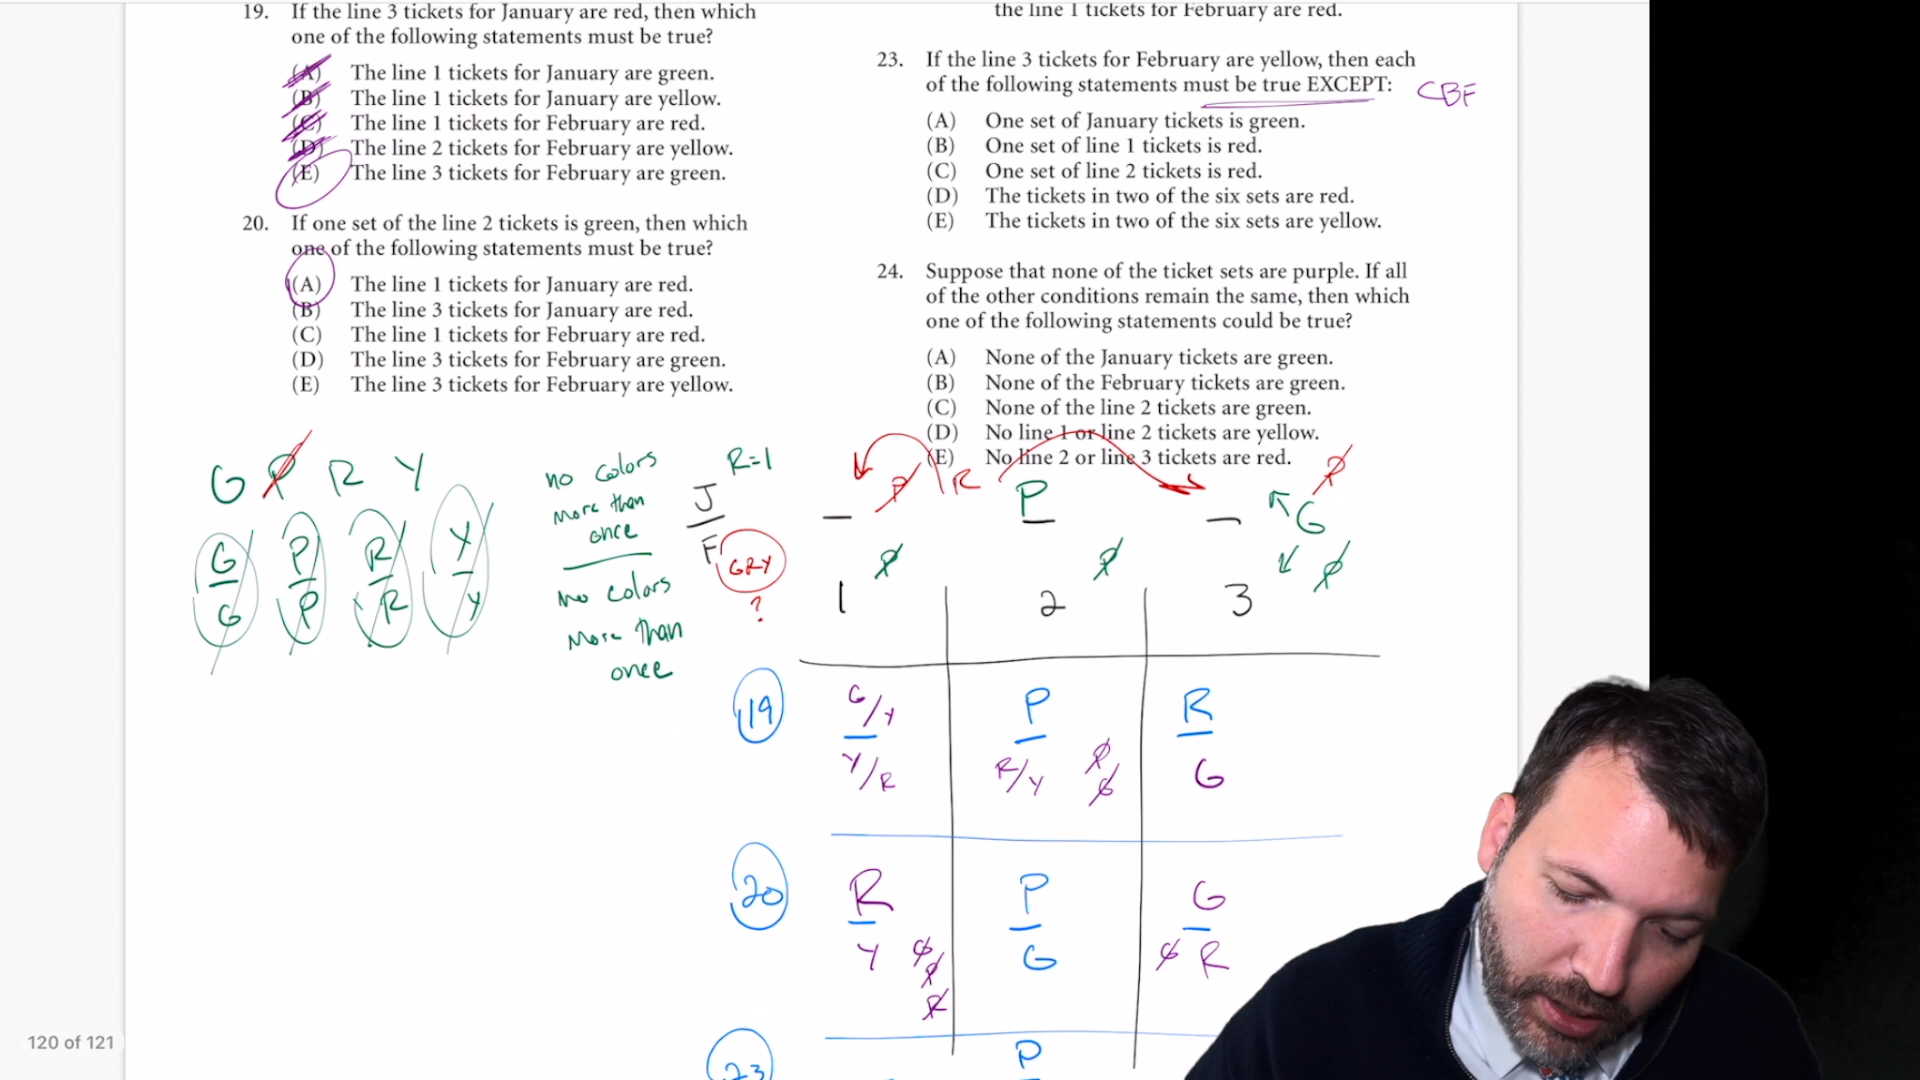 19. If the line 3 tickets for January are red, then which
one of the following statements must be true?
(A) The line 1 tickets for January are green.
(B) The line 1 tickets for January are yellow.
(C) The line 1 tickets for February are red.
(D) The line 2 tickets for February are yellow.
(E) The line 3 tickets for February are green.
20. If one set of the line 2 tickets is green, then which
one of the following statements must be true?
(A) The line 1 tickets for January are red.
(B) The line 3 tickets for January are red.
(C) The line 1 tickets for February are red.
(D) The line 3 tickets for February are green.
(E) The line 3 tickets for February are yellow.
the line 1 tickets for February are red.
23. If the line 3 tickets for February are yellow, then each
of the following statements must be true EXCEPT: CBF
(A) One set of January tickets is green.
(B) One set of line 1 tickets is red.
(C) One set of line 2 tickets is red.
(D) The tickets in two of the six sets are red.
(E) The tickets in two of the six sets are yellow.
24. Suppose that none of the ticket sets are purple. If all
of the other conditions remain the same, then which
one of the following statements could be true?
(A) None of the January tickets are green.
(B) None of the February tickets are green.
(C) None of the line 2 tickets are green.
(D) No line 1 or line 2 tickets are yellow.
(E) No line 2 or line 3 tickets are red.
G P R Y
G P R Y
G P R Y
no colors
more than
once
no colors
more than
once
R=1
J
F
GRY
?
P R P G P
P P P
1 2 3
19 G/Y P R
Y/R R/Y P G G
20 R P G
Y G P R G G R
23 P
120 of 121